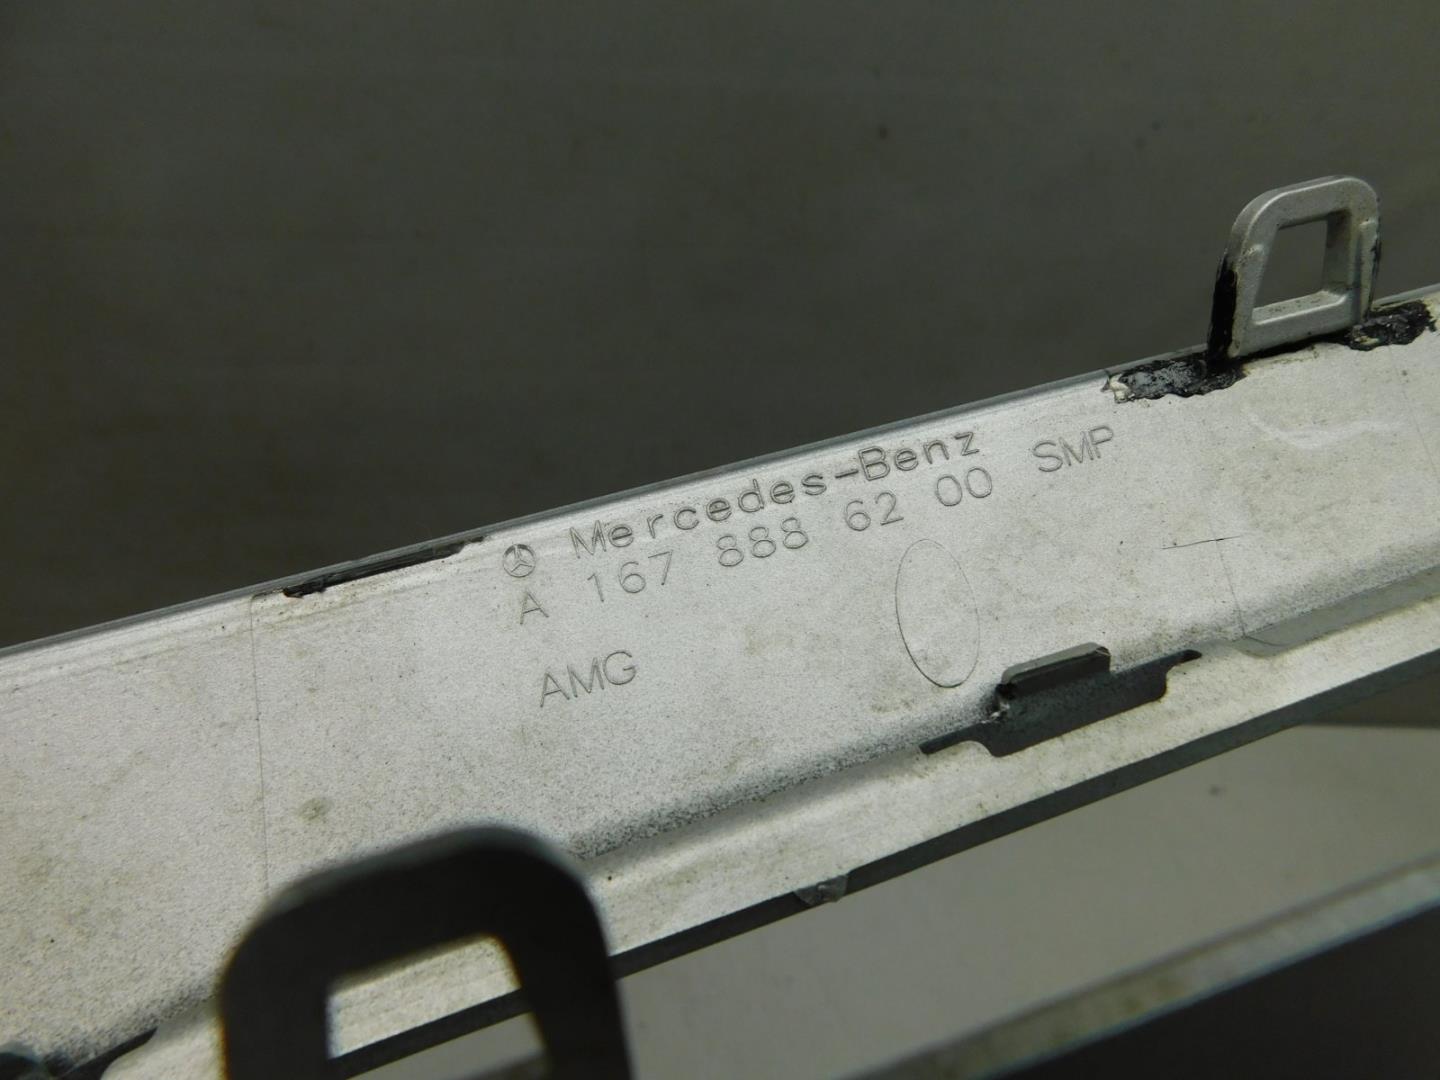 Mercedes-Benz
A 167 888 62 00 SMP
AMG